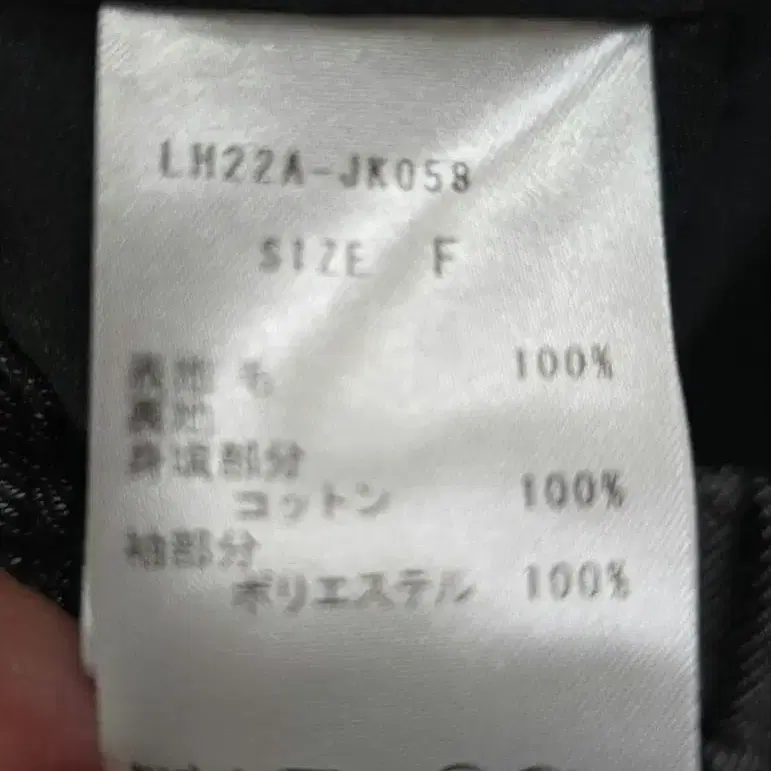 LH22A-JK058
SIZE F
表地 毛 100%
裏地
身頃部分
コットン 100%
袖部分
ポリエステル 100%